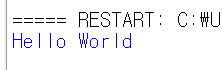 ===== RESTART: C:₩U
Hello World